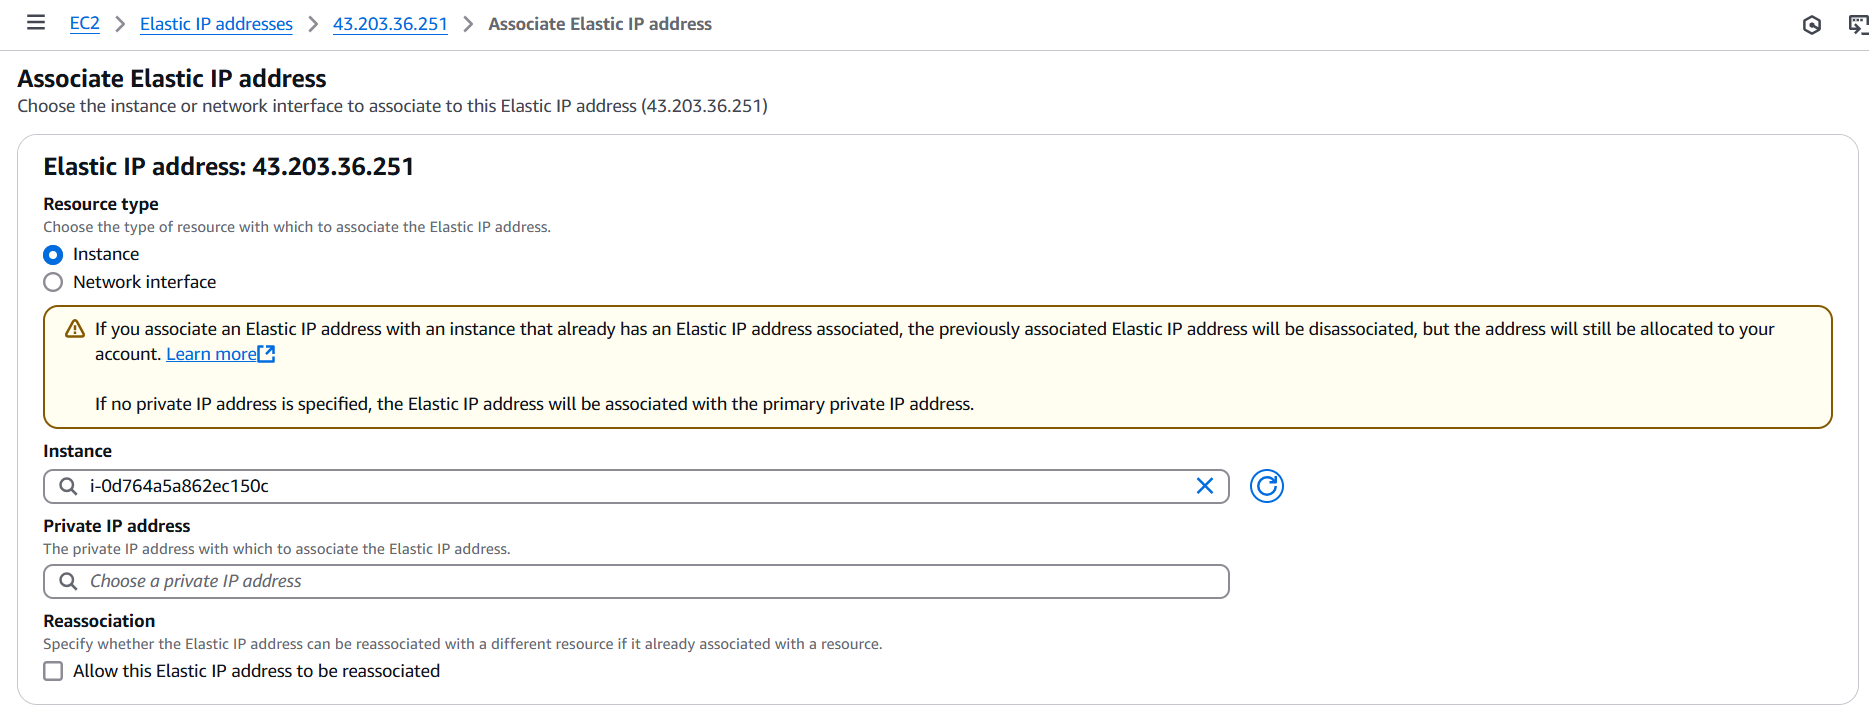 EC2 > Elastic IP addresses > 43.203.36.251 > Associate Elastic IP address
Associate Elastic IP address
Choose the instance or network interface to associate to this Elastic IP address (43.203.36.251)
Elastic IP address: 43.203.36.251
Resource type
Choose the type of resource with which to associate the Elastic IP address.
Instance
Network interface
If you associate an Elastic IP address with an instance that already has an Elastic IP address associated, the previously associated Elastic IP address will be disassociated, but the address will still be allocated to your
account. Learn more
If no private IP address is specified, the Elastic IP address will be associated with the primary private IP address.
Instance
i-0d764a5a862ec150c
Private IP address
The private IP address with which to associate the Elastic IP address.
Choose a private IP address
Reassociation
Specify whether the Elastic IP address can be reassociated with a different resource if it already associated with a resource.
Allow this Elastic IP address to be reassociated